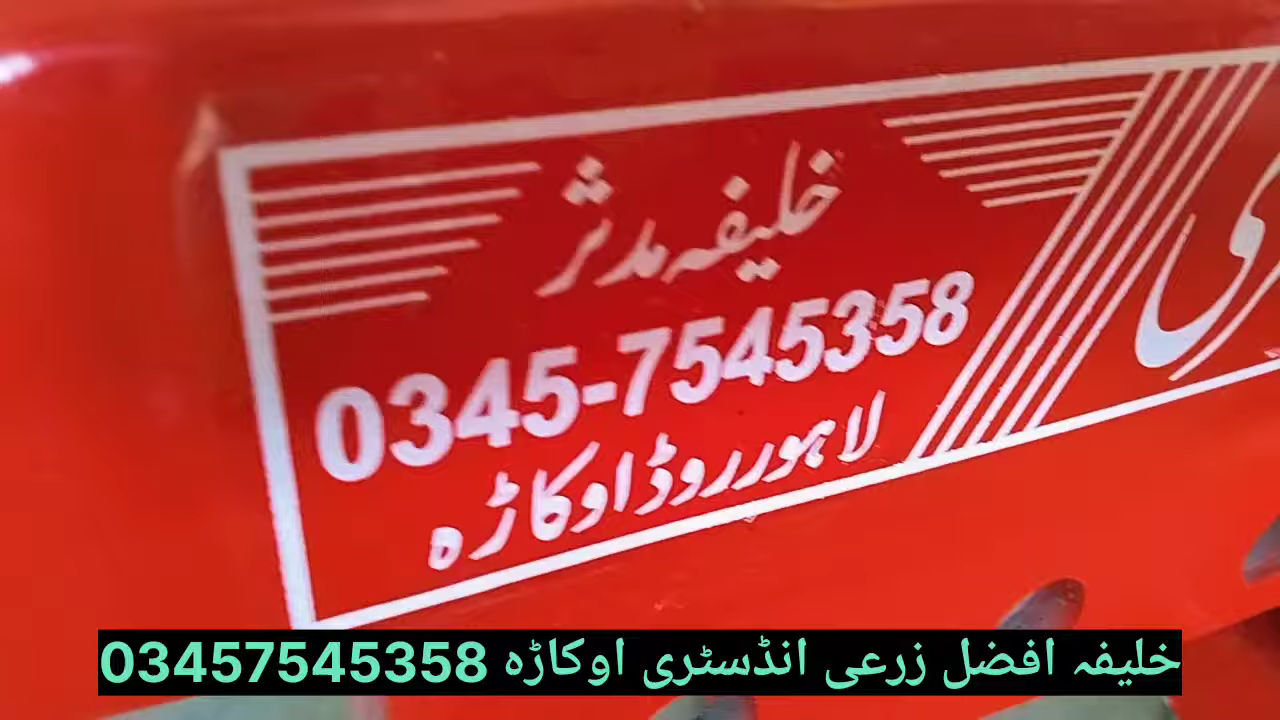 خلیفہ مدثر
0345-7545358
لاہور روڈ اوکاڑہ
خلیفہ افضل زرعی انڈسٹری اوکاڑہ 03457545358